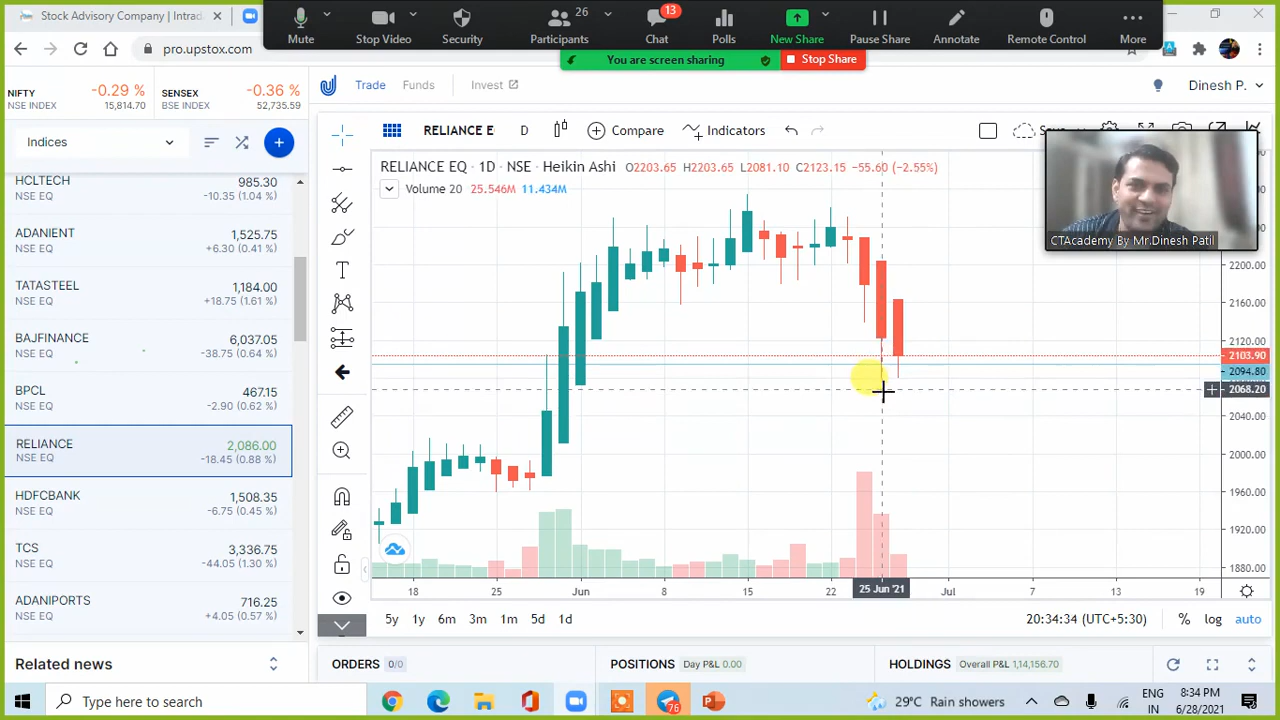 Stock Advisory Company | Intrad
pro.upstox.com
Mute
Stop Video
Security
26
Participants
13
Chat
Polls
New Share
Pause Share
Annotate
Remote Control
More
You are screen sharing
Stop Share
NIFTY -0.29 %
NSE INDEX 15,814.70
SENSEX -0.36 %
BSE INDEX 52,735.59
Trade Funds Invest
Dinesh P.
Indices
RELIANCE E D Compare Indicators
RELIANCE EQ · 1D · NSE · Heikin Ashi O2203.65 H2203.65 L2081.10 C2123.15 -55.60 (-2.55%)
Volume 20 25.546M 11.434M
CTAcademy By Mr.Dinesh Patil
HCLTECH 985.30
NSE EQ -10.35 (1.04 %)
ADANIENT 1,525.75
NSE EQ +6.30 (0.41 %)
TATASTEEL 1,184.00
NSE EQ +18.75 (1.61 %)
BAJFINANCE 6,037.05
NSE EQ -38.75 (0.64 %)
BPCL 467.15
NSE EQ -2.90 (0.62 %)
RELIANCE 2,086.00
NSE EQ -18.45 (0.88 %)
HDFCBANK 1,508.35
NSE EQ -6.75 (0.45 %)
TCS 3,336.75
NSE EQ -44.05 (1.30 %)
ADANIPORTS 716.25
NSE EQ +4.05 (0.57 %)
Related news
2200.00
2160.00
2120.00
2103.90
2094.80
2068.20
2040.00
2000.00
1960.00
1920.00
1880.00
18 25 Jun 8 15 22 25 Jun '21 Jul 7 13 19
5y 1y 6m 3m 1m 5d 1d
20:34:34 (UTC+5:30) % log auto
ORDERS 0/0
POSITIONS Day P&L 0.00
HOLDINGS Overall P&L 1,14,156.70
Type here to search
76
29°C Rain showers
ENG
IN
8:34 PM
6/28/2021